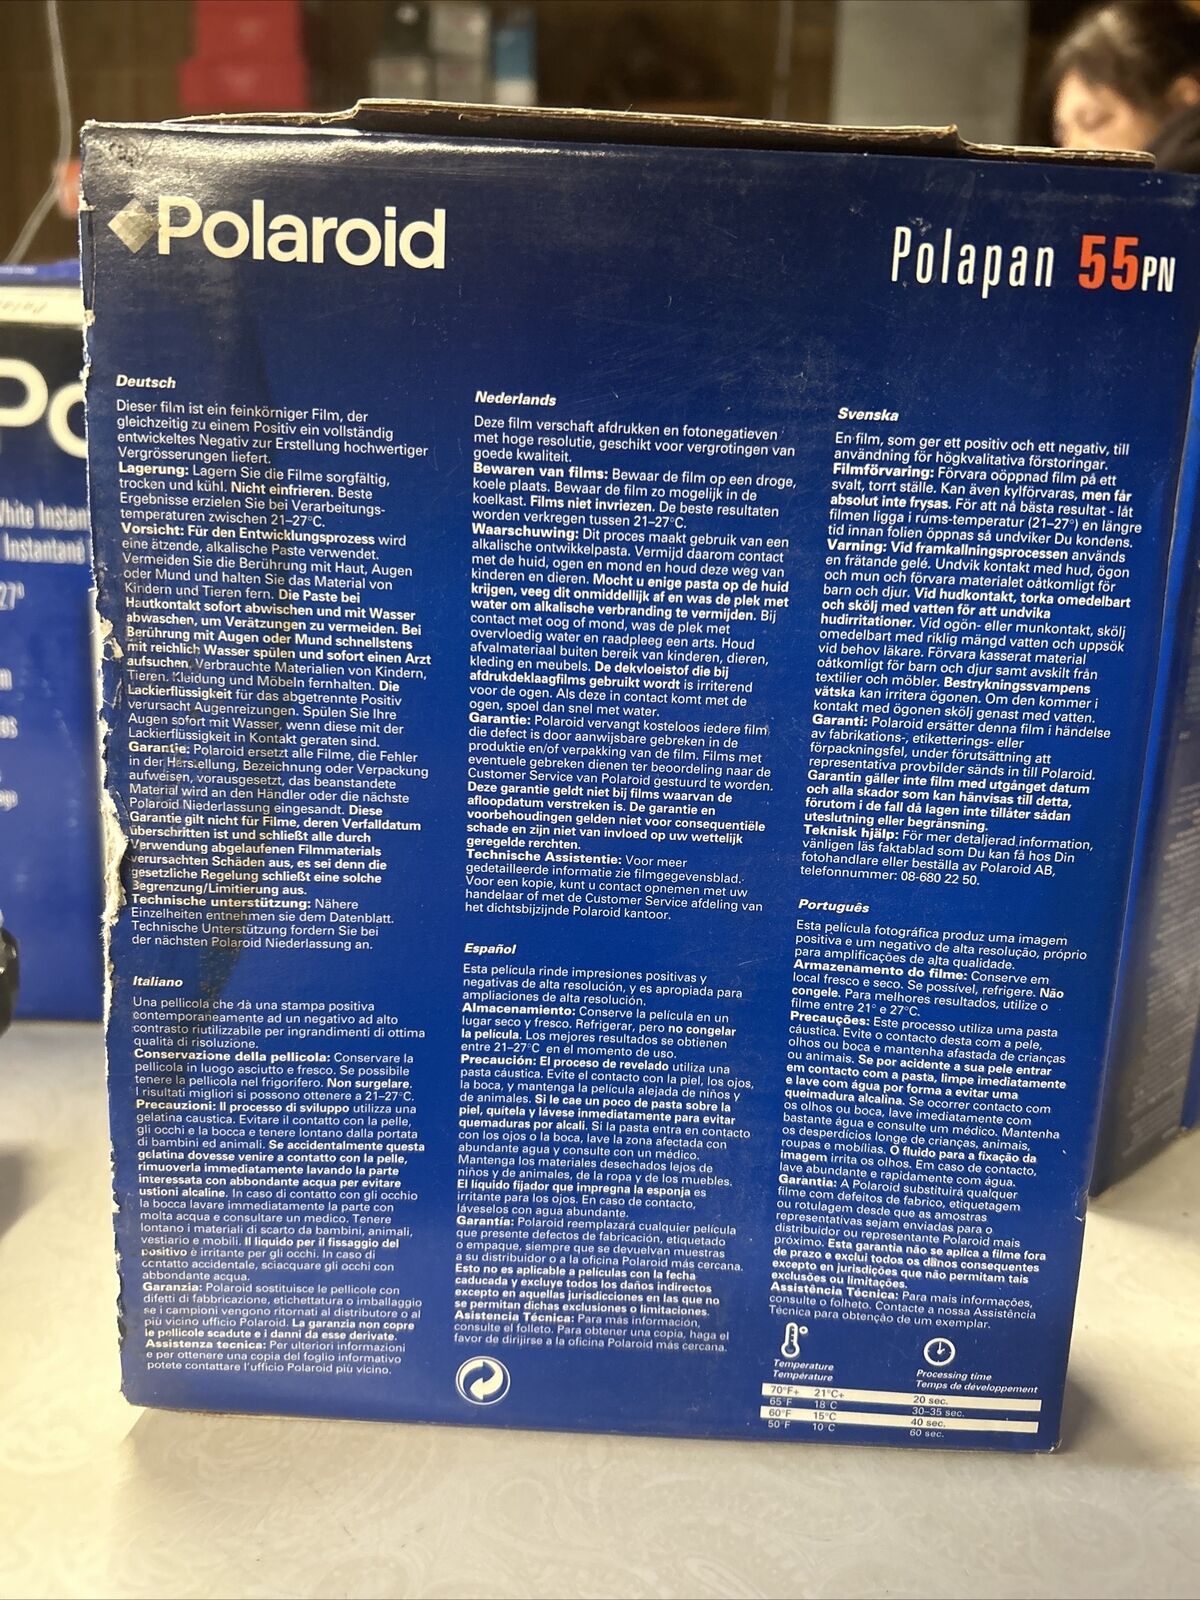 Polaroid
Polapan 55PN
Deutsch
Dieser film ist ein feinkörniger Film, der
gleichzeitig zu einem Positiv ein vollständig
entwickeltes Negativ zur Erstellung hochwertiger
Vergrösserungen liefert.
Lagerung: Lagern Sie die Filme sorgfältig,
trocken und kühl. Nicht einfrieren. Beste
Ergebnisse erzielen Sie bei Verarbeitungs-
temperaturen zwischen 21–27°C.
Vorsicht: Für den Entwicklungsprozess wird
eine ätzende, alkalische Paste verwendet.
Vermeiden Sie die Berührung mit Haut, Augen
oder Mund und halten Sie das Material von
Kindern und Tieren fern. Die Paste bei
Hautkontakt sofort abwischen und mit Wasser
abwaschen, um Verätzungen zu vermeiden. Bei
Berührung mit Augen oder Mund schnellstens
mit reichlich Wasser spülen und sofort einen Arzt
aufsuchen. Verbrauchte Materialien von Kindern,
Tieren, Kleidung und Möbeln fernhalten. Die
Lackierflüssigkeit für das abgetrennte Positiv
verursacht Augenreizungen. Spülen Sie Ihre
Augen sofort mit Wasser, wenn diese mit der
Lackierflüssigkeit in Kontakt geraten sind.
Garantie: Polaroid ersetzt alle Filme, die Fehler
in der Herstellung, Bezeichnung oder Verpackung
aufweisen, vorausgesetzt, das beanstandete
Material wird an den Händler oder die nächste
Polaroid Niederlassung eingesandt. Diese
Garantie gilt nicht für Filme, deren Verfalldatum
überschritten ist und schließt alle durch
Verwendung abgelaufenen Filmmaterials
verursachten Schäden aus, es sei denn die
gesetzliche Regelung schließt eine solche
Begrenzung/Limitierung aus.
Technische unterstützung: Nähere
Einzelheiten entnehmen sie dem Datenblatt.
Technische Unterstützung fordern Sie bei
der nächsten Polaroid Niederlassung an.
Italiano
Una pellicola che dà una stampa positiva
contemporaneamente ad un negativo ad alto
contrasto riutilizzabile per ingrandimenti di ottima
qualità di risoluzione.
Conservazione della pellicola: Conservare la
pellicola in luogo asciutto e fresco. Se possibile
tenere la pellicola nel frigorifero. Non surgelare.
I risultati migliori si possono ottenere a 21–27°C.
Precauzioni: Il processo di sviluppo utilizza una
gelatina caustica. Evitare il contatto con la pelle,
gli occhi e la bocca e tenere lontano dalla portata
di bambini ed animali. Se accidentalmente questa
gelatina dovesse venire a contatto con la pelle,
rimuoverla immediatamente lavando la parte
interessata con abbondante acqua per evitare
ustioni alcaline. In caso di contatto con gli occhio
la bocca lavare immediatamente la parte con
molta acqua e consultare un medico. Tenere
lontano i materiali di scarto da bambini, animali,
vestiario e mobili. Il liquido per il fissaggio del
positivo è irritante per gli occhi. In caso di
contatto accidentale, sciacquare gli occhi con
abbondante acqua.
Garanzia: Polaroid sostituisce le pellicole con
difetti di fabbricazione, etichettatura o imballaggio
se i campioni vengono ritornati al distributore o al
più vicino ufficio Polaroid. La garanzia non copre
le pellicole scadute e i danni da esse derivate.
Assistenza tecnica: Per ulteriori informazioni
e per ottenere una copia del foglio informativo
potete contattare l'ufficio Polaroid più vicino.
Nederlands
Deze film verschaft afdrukken en fotonegatieven
met hoge resolutie, geschikt voor vergrotingen van
goede kwaliteit.
Bewaren van films: Bewaar de film op een droge,
koele plaats. Bewaar de film zo mogelijk in de
koelkast. Films niet invriezen. De beste resultaten
worden verkregen tussen 21–27°C.
Waarschuwing: Dit proces maakt gebruik van een
alkalische ontwikkelpasta. Vermijd daarom contact
met de huid, ogen en mond en houd deze weg van
kinderen en dieren. Mocht u enige pasta op de huid
krijgen, veeg dit onmiddellijk af en was de plek met
water om alkalische verbranding te vermijden. Bij
contact met oog of mond, was de plek met
overvloedig water en raadpleeg een arts. Houd
afvalmateriaal buiten bereik van kinderen, dieren,
kleding en meubels. De dekvloeistof die bij
afdrukdeklaagfilms gebruikt wordt is irriterend
voor de ogen. Als deze in contact komt met de
ogen, spoel dan snel met water.
Garantie: Polaroid vervangt kosteloos iedere film
die defect is door aanwijsbare gebreken in de
produktie en/of verpakking van de film. Films met
eventuele gebreken dienen ter beoordeling naar de
Customer Service van Polaroid gestuurd te worden.
Deze garantie geldt niet bij films waarvan de
afloopdatum verstreken is. De garantie en
voorbehoudingen gelden niet voor consequentiële
schade en zijn niet van invloed op uw wettelijk
geregelde rerchten.
Technische Assistentie: Voor meer
gedetailleerde informatie zie filmgegevensblad.
Voor een kopie, kunt u contact opnemen met uw
handelaar of met de Customer Service afdeling van
het dichtsbijzijnde Polaroid kantoor.
Español
Esta película rinde impresiones positivas y
negativas de alta resolución, y es apropiada para
ampliaciones de alta resolución.
Almacenamiento: Conserve la película en un
lugar seco y fresco. Refrigerar, pero no congelar
la película. Los mejores resultados se obtienen
entre 21–27°C en el momento de uso.
Precaución: El proceso de revelado utiliza una
pasta cáustica. Evite el contacto con la piel, los ojos,
la boca, y mantenga la película alejada de niños y
de animales. Si le cae un poco de pasta sobre la
piel, quítela y lávese inmediatamente para evitar
quemaduras por alcali. Si la pasta entra en contacto
con los ojos o la boca, lave la zona afectada con
abundante agua y consulte con un médico.
Mantenga los materiales desechados lejos de
niños y de animales, de la ropa y de los muebles.
El líquido fijador que impregna la esponja es
irritante para los ojos. En caso de contacto,
láveselos con agua abundante.
Garantía: Polaroid reemplazará cualquier película
que presente defectos de fabricación, etiquetado
o empaque, siempre que se devuelvan muestras
a su distribuidor o a la oficina Polaroid más cercana.
Esto no es aplicable a películas con la fecha
caducada y excluye todos los daños indirectos
excepto en aquellas jurisdicciones en las que no
se permitan dichas exclusiones o limitaciones.
Asistencia Técnica: Para más información,
consulte el folleto. Para obtener una copia, haga el
favor de dirijirse a la oficina Polaroid más cercana.
Svenska
En film, som ger ett positiv och ett negativ, till
användning för högkvalitativa förstoringar.
Filmförvaring: Förvara oöppnad film på ett
svalt, torrt ställe. Kan även kylförvaras, men får
absolut inte frysas. För att nå bästa resultat - låt
filmen ligga i rums-temperatur (21–27°) en längre
tid innan folien öppnas så undviker Du kondens.
Varning: Vid framkallningsprocessen används
en frätande gelé. Undvik kontakt med hud, ögon
och mun och förvara materialet oåtkomligt för
barn och djur. Vid hudkontakt, torka omedelbart
och skölj med vatten för att undvika
hudirritationer. Vid ögon- eller munkontakt, skölj
omedelbart med riklig mängd vatten och uppsök
vid behov läkare. Förvara kasserat material
oåtkomligt för barn och djur samt avskilt från
textilier och möbler. Bestrykningssvampens
vätska kan irritera ögonen. Om den kommer i
kontakt med ögonen skölj genast med vatten.
Garanti: Polaroid ersätter denna film i händelse
av fabrikations-, etiketterings- eller
förpackningsfel, under förutsättning att
representativa provbilder sänds in till Polaroid.
Garantin gäller inte film med utgånget datum
och alla skador som kan hänvisas till detta,
förutom i de fall då lagen inte tillåter sådan
uteslutning eller begränsning.
Teknisk hjälp: För mer detaljerad information,
vänligen läs faktablad som Du kan få hos Din
fotohandlare eller beställa av Polaroid AB,
telefonnummer: 08-680 22 50.
Português
Esta película fotográfica produz uma imagem
positiva e um negativo de alta resolução, próprio
para amplificações de alta qualidade.
Armazenamento do filme: Conserve em
local fresco e seco. Se possível, refrigere. Não
congele. Para melhores resultados, utilize o
filme entre 21° e 27°C.
Precauções: Este processo utiliza uma pasta
cáustica. Evite o contacto desta com a pele,
olhos ou boca e mantenha afastada de crianças
ou animais. Se por acidente a sua pele entrar
em contacto com a pasta, limpe imediatamente
e lave com água por forma a evitar uma
queimadura alcalina. Se ocorrer contacto com
os olhos ou boca, lave imediatamente com
bastante água e consulte um médico. Mantenha
os desperdícios longe de crianças, animais,
roupas e mobílias. O fluido para a fixação da
imagem irrita os olhos. Em caso de contacto,
lave abundante e rapidamente com água.
Garantia: A Polaroid substituirá qualquer
filme com defeitos de fabrico, etiquetagem
ou rotulagem desde que as amostras
representativas sejam enviadas para o
distribuidor ou representante Polaroid mais
próximo. Esta garantia não se aplica a filme fora
de prazo e exclui todos os danos consequentes
excepto en jurisdições que não permitam tais
exclusões ou limitações.
Assistência Técnica: Para mais informações,
consulte o folheto. Contacte a nossa Assistência
Técnica para obtenção de um exemplar.
Temperature
Température
Processing time
Temps de développement
70°F+ 21°C+ 20 sec.
65°F 18°C 30–35 sec.
60°F 15°C 40 sec.
50°F 10°C 60 sec.
Po
White Instan
Instantané
27°